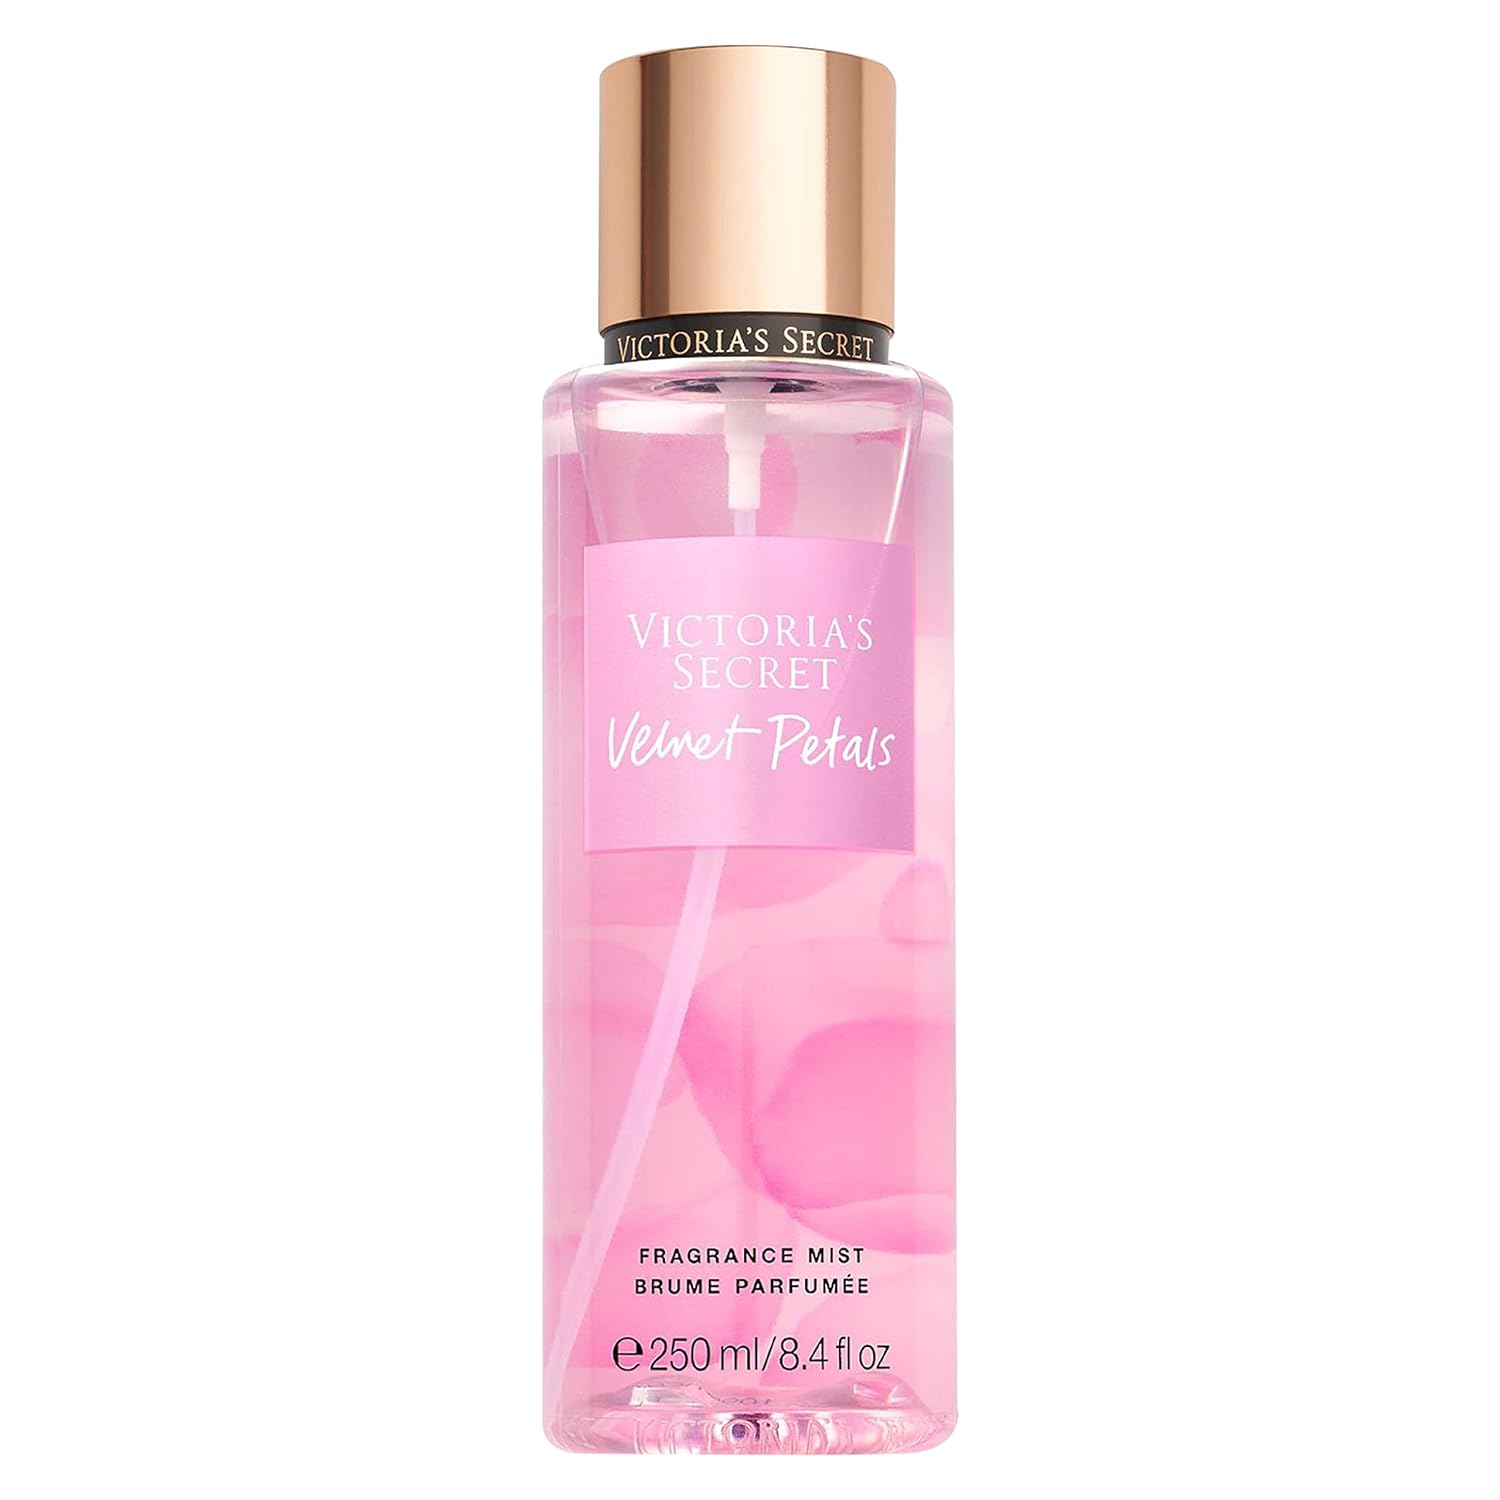 VICTORIA'S SECRET
VICTORIA'S
SECRET
Velvet Petals
FRAGRANCE MIST
BRUME PARFUMÉE
e 250 ml/8.4 fl oz